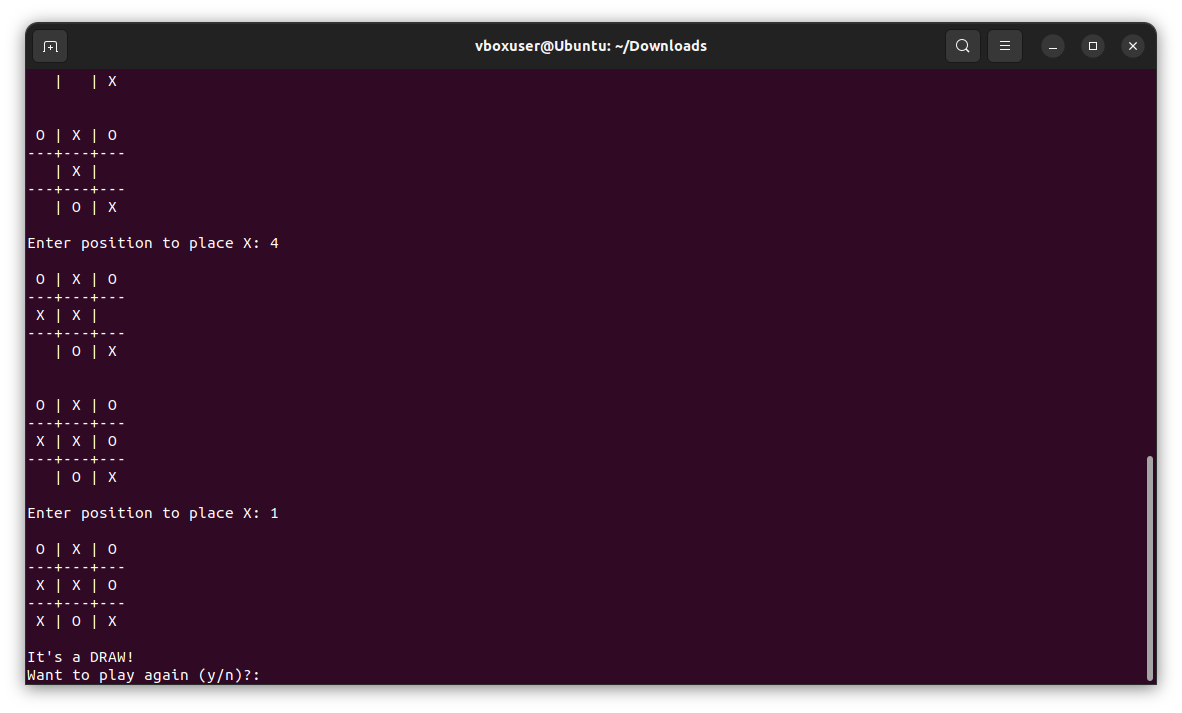 vboxuser@Ubuntu: ~/Downloads
   |   | X
 O | X | O
---+---+---
   | X |
---+---+---
   | O | X
Enter position to place X: 4
 O | X | O
---+---+---
 X | X |
---+---+---
   | O | X
 O | X | O
---+---+---
 X | X | O
---+---+---
   | O | X
Enter position to place X: 1
 O | X | O
---+---+---
 X | X | O
---+---+---
 X | O | X
It's a DRAW!
Want to play again (y/n)?: